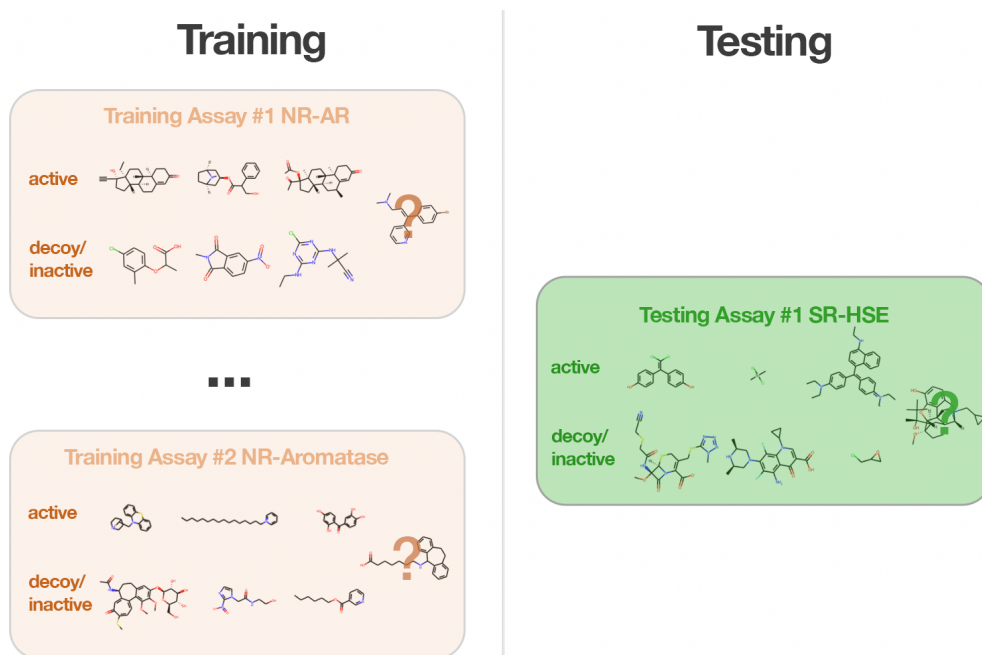 Training
Testing
Training Assay #1 NR-AR
active
?
decoy/
inactive
...
Training Assay #2 NR-Aromatase
active
?
decoy/
inactive
Testing Assay #1 SR-HSE
active
?
decoy/
inactive